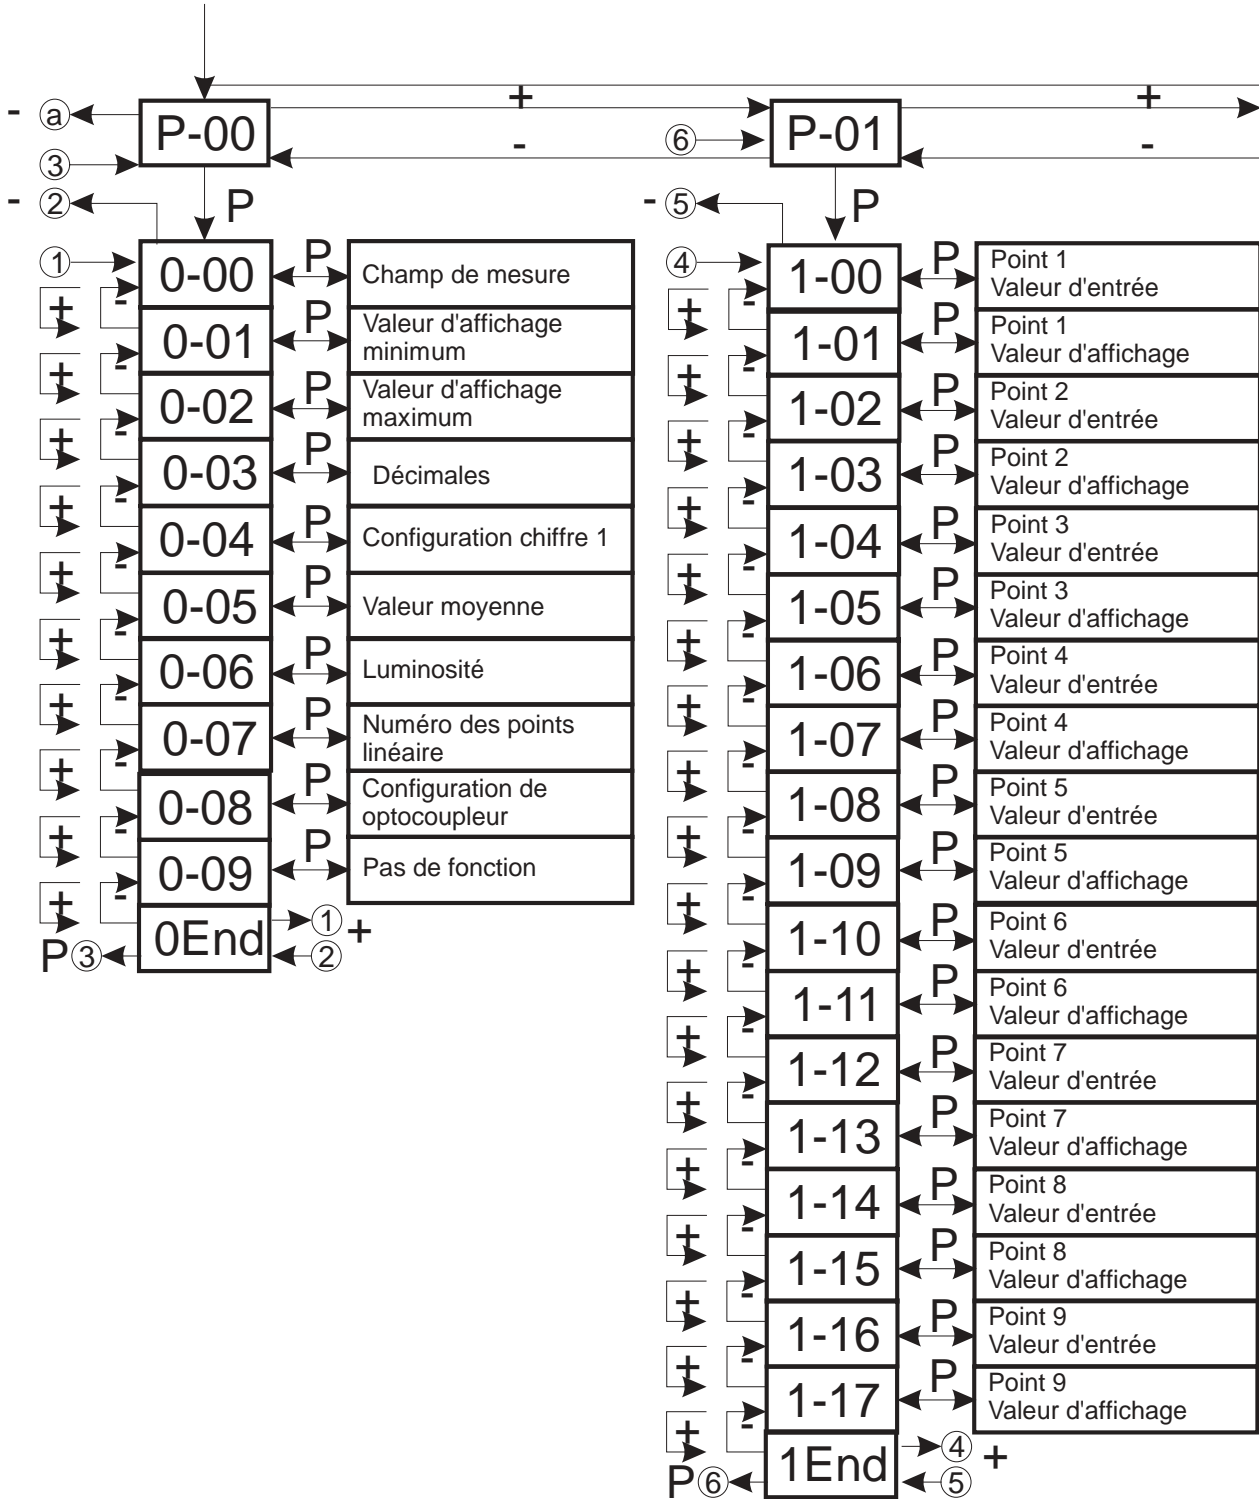 + +
- ⓐ P-00 P-01
③ - ⑥ -
- ② P - ⑤ P
① 0-00 P Champ de mesure
+ - 0-01 P Valeur d'affichage
minimum
+ - 0-02 P Valeur d'affichage
maximum
+ - 0-03 P Décimales
+ - 0-04 P Configuration chiffre 1
+ - 0-05 P Valeur moyenne
+ - 0-06 P Luminosité
+ - 0-07 P Numéro des points
linéaire
+ - 0-08 P Configuration de
optocoupleur
+ - 0-09 P Pas de fonction
+ - 0End ① +
P ③ ②
④ 1-00 P Point 1
Valeur d'entrée
+ - 1-01 P Point 1
Valeur d'affichage
+ - 1-02 P Point 2
Valeur d'entrée
+ - 1-03 P Point 2
Valeur d'affichage
+ - 1-04 P Point 3
Valeur d'entrée
+ - 1-05 P Point 3
Valeur d'affichage
+ - 1-06 P Point 4
Valeur d'entrée
+ - 1-07 P Point 4
Valeur d'affichage
+ - 1-08 P Point 5
Valeur d'entrée
+ - 1-09 P Point 5
Valeur d'affichage
+ - 1-10 P Point 6
Valeur d'entrée
+ - 1-11 P Point 6
Valeur d'affichage
+ - 1-12 P Point 7
Valeur d'entrée
+ - 1-13 P Point 7
Valeur d'affichage
+ - 1-14 P Point 8
Valeur d'entrée
+ - 1-15 P Point 8
Valeur d'affichage
+ - 1-16 P Point 9
Valeur d'entrée
+ - 1-17 P Point 9
Valeur d'affichage
+ - 1End ④ +
P ⑥ ⑤